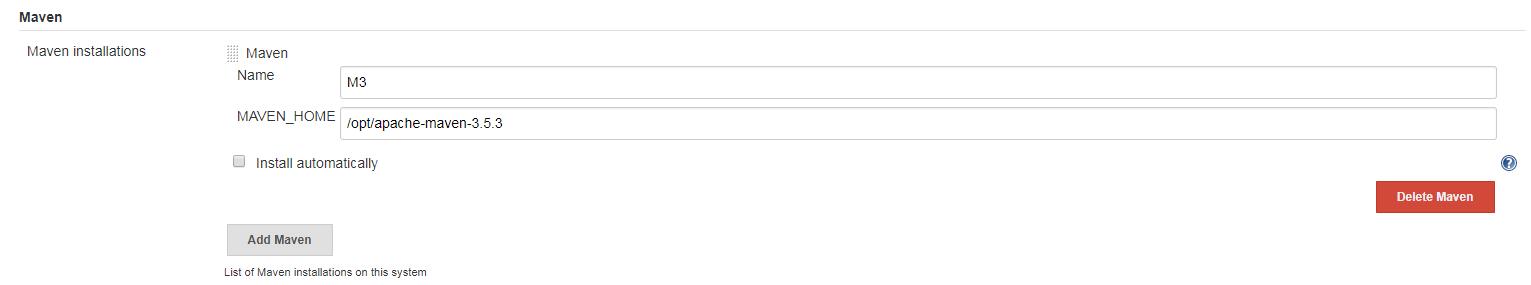 Maven
Maven installations
Maven
Name
M3
MAVEN_HOME
/opt/apache-maven-3.5.3
Install automatically
?
Delete Maven
Add Maven
List of Maven installations on this system